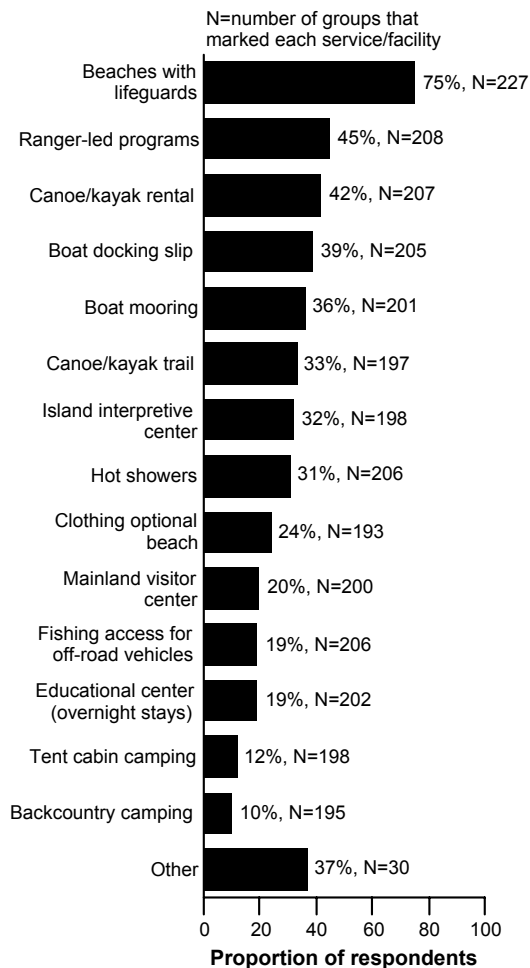 N=number of groups that
marked each service/facility
Beaches with
lifeguards
75%, N=227
Ranger-led programs
45%, N=208
Canoe/kayak rental
42%, N=207
Boat docking slip
39%, N=205
Boat mooring
36%, N=201
Canoe/kayak trail
33%, N=197
Island interpretive
center
32%, N=198
Hot showers
31%, N=206
Clothing optional
beach
24%, N=193
Mainland visitor
center
20%, N=200
Fishing access for
off-road vehicles
19%, N=206
Educational center
(overnight stays)
19%, N=202
Tent cabin camping
12%, N=198
Backcountry camping
10%, N=195
Other
37%, N=30
0 20 40 60 80 100
Proportion of respondents